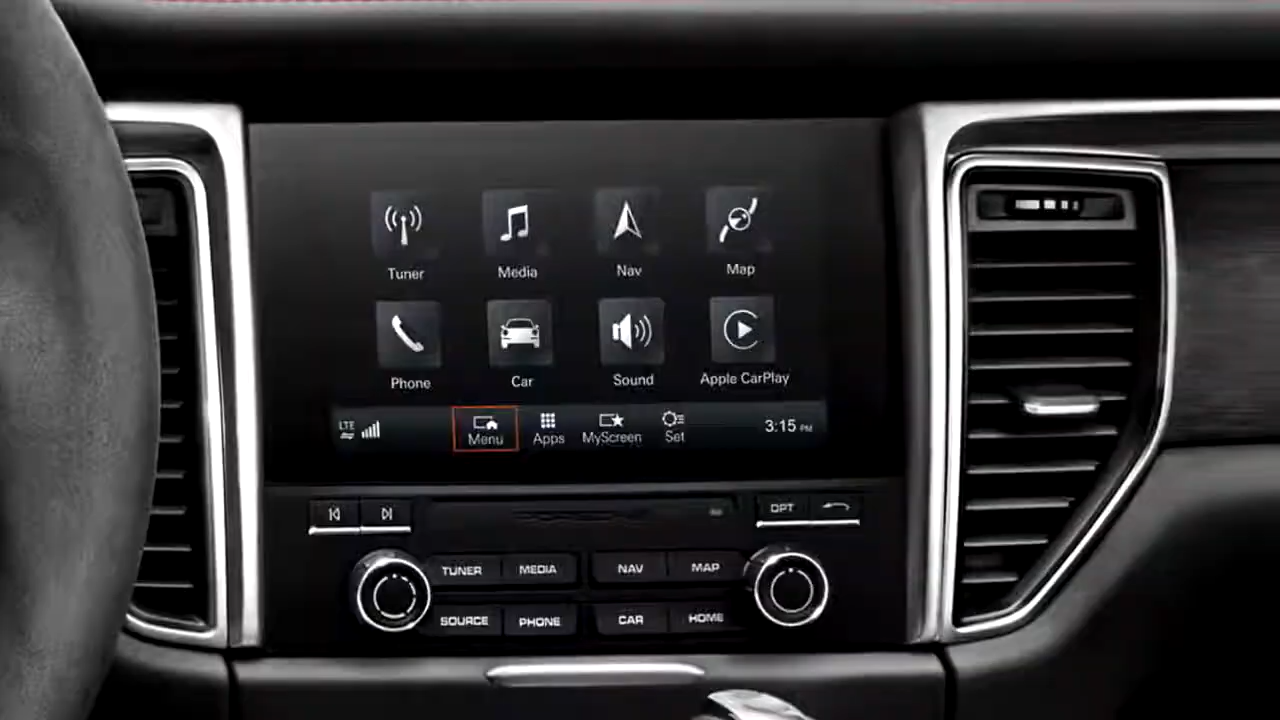 Tuner Media Nav Map
Phone Car Sound Apple CarPlay
LTE Menu Apps MyScreen Set 3:15 PM
OPT
TUNER MEDIA NAV MAP
SOURCE PHONE CAR HOME